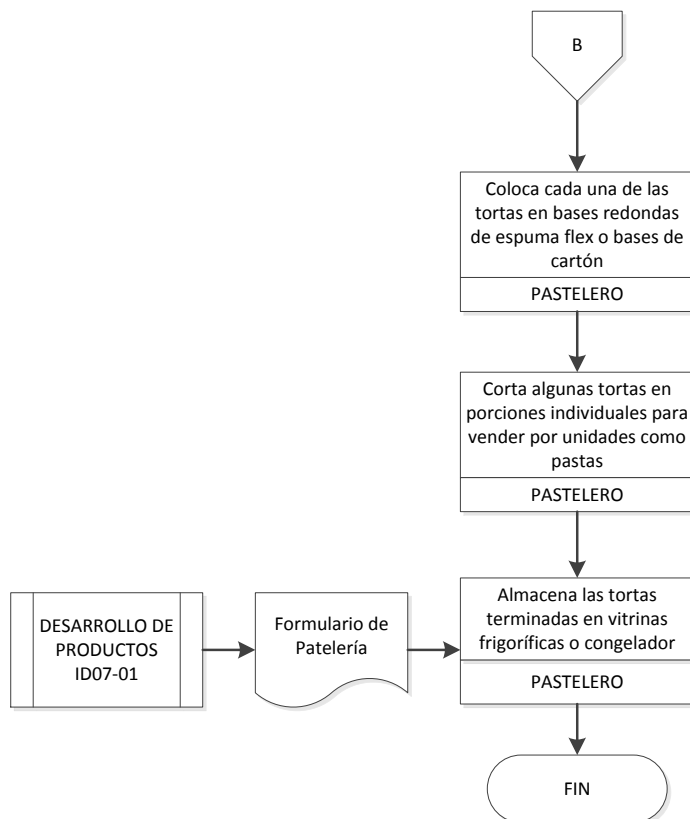 B
Coloca cada una de las
tortas en bases redondas
de espuma flex o bases de
cartón
PASTELERO
Corta algunas tortas en
porciones individuales para
vender por unidades como
pastas
PASTELERO
DESARROLLO DE
PRODUCTOS
ID07-01
Formulario de
Patelería
Almacena las tortas
terminadas en vitrinas
frigoríficas o congelador
PASTELERO
FIN